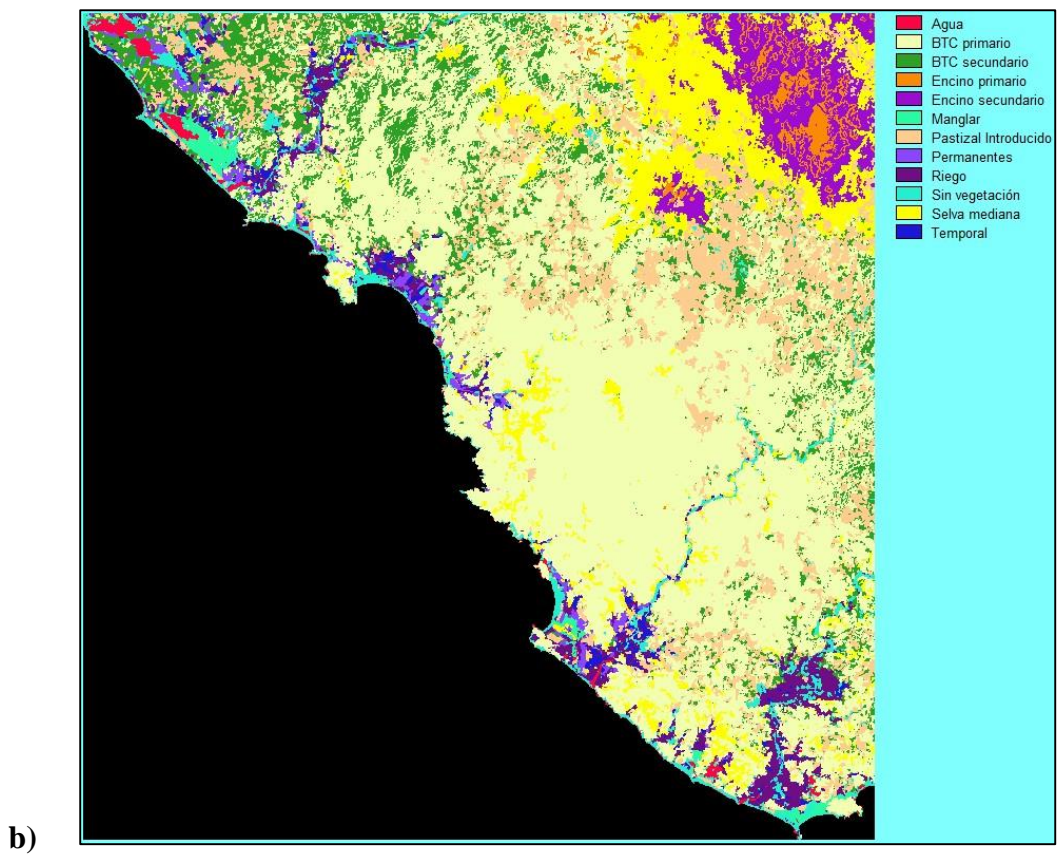 Agua
BTC primario
BTC secundario
Encino primario
Encino secundario
Manglar
Pastizal Introducido
Permanentes
Riego
Sin vegetación
Selva mediana
Temporal
b)